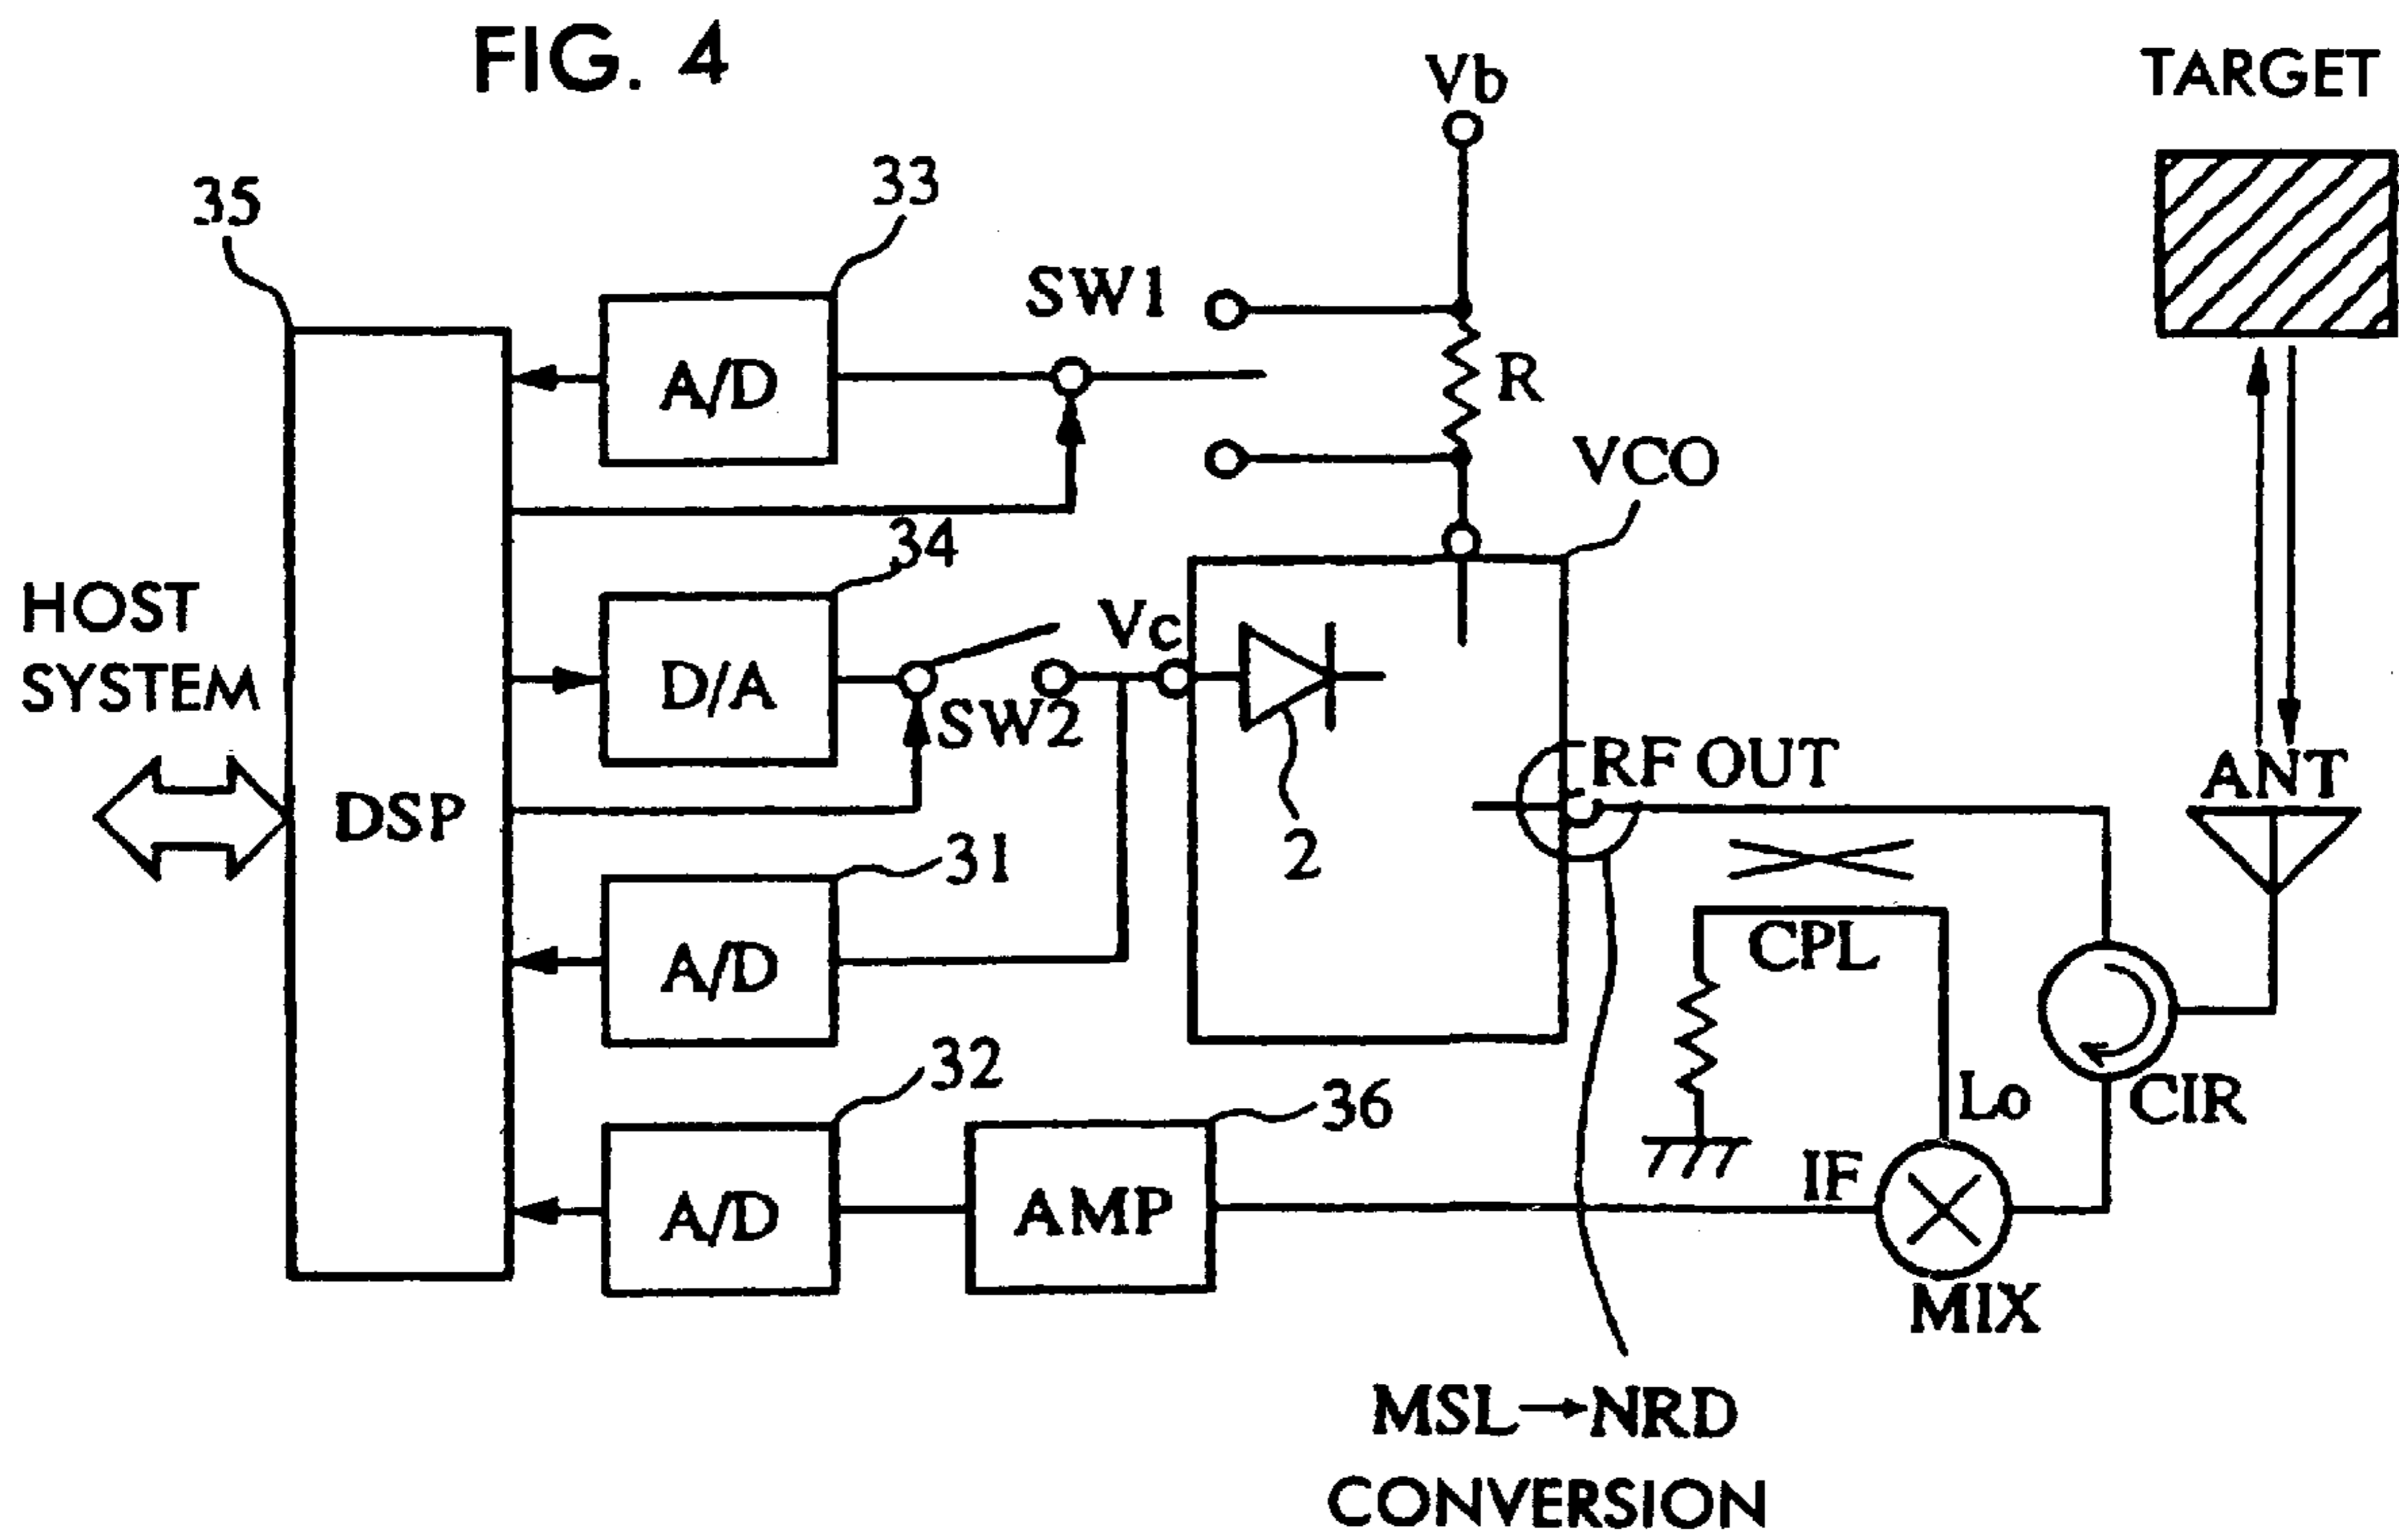 FIG. 4
Vb
TARGET
33
35
SW1
A/D
R
VCO
34
HOST
SYSTEM
Vc
D/A
SW2
RF OUT
ANT
DSP
31
2
CPL
A/D
32
36
Lo
CIR
IF
A/D
AMP
MIX
MSL→NRD
CONVERSION